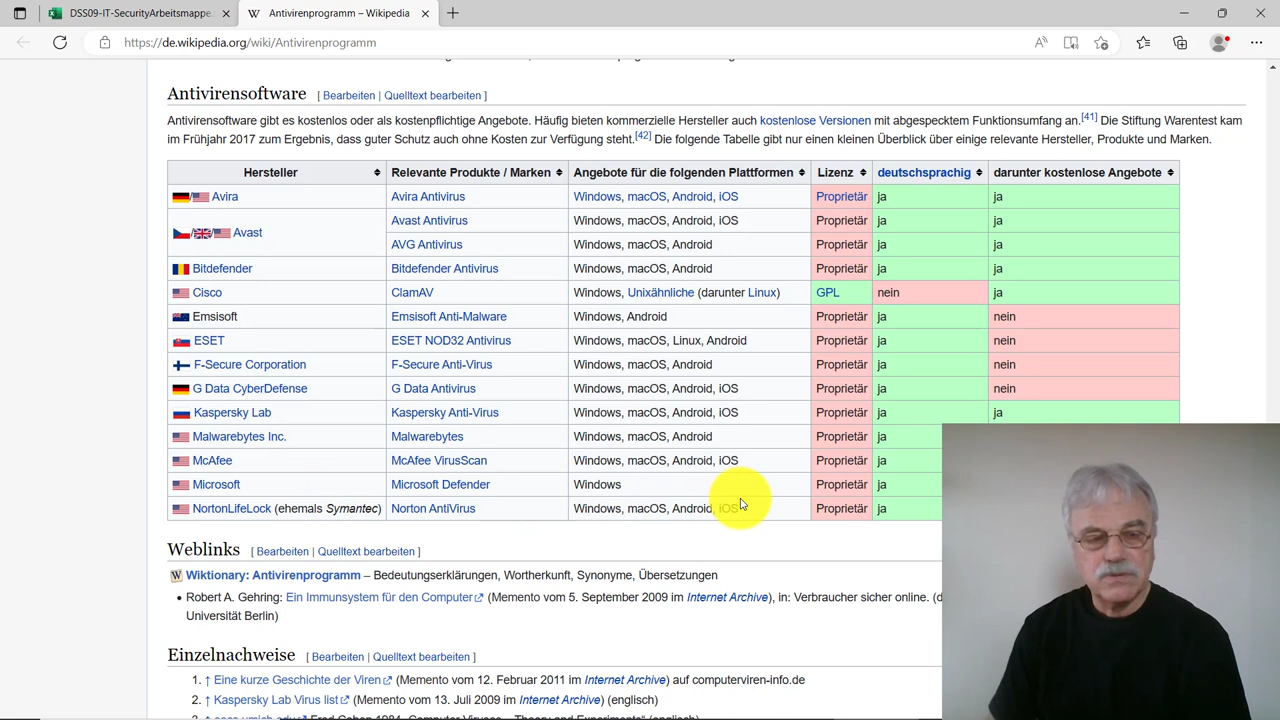 DSS09-IT-SecurityArbeitsmappe.
Antivirenprogramm – Wikipedia
https://de.wikipedia.org/wiki/Antivirenprogramm
Antivirensoftware [ Bearbeiten | Quelltext bearbeiten ]
Antivirensoftware gibt es kostenlos oder als kostenpflichtige Angebote. Häufig bieten kommerzielle Hersteller auch kostenlose Versionen mit abgespecktem Funktionsumfang an.[41] Die Stiftung Warentest kam
im Frühjahr 2017 zum Ergebnis, dass guter Schutz auch ohne Kosten zur Verfügung steht.[42] Die folgende Tabelle gibt nur einen kleinen Überblick über einige relevante Hersteller, Produkte und Marken.
Hersteller Relevante Produkte / Marken Angebote für die folgenden Plattformen Lizenz deutschsprachig darunter kostenlose Angebote
/ Avira Avira Antivirus Windows, macOS, Android, iOS Proprietär ja ja
Avast Antivirus Windows, macOS, Android, iOS Proprietär ja ja
/ / Avast
AVG Antivirus Windows, macOS, Android Proprietär ja ja
Bitdefender Bitdefender Antivirus Windows, macOS, Android Proprietär ja ja
Cisco ClamAV Windows, Unixähnliche (darunter Linux) GPL nein ja
Emsisoft Emsisoft Anti-Malware Windows, Android Proprietär ja nein
ESET ESET NOD32 Antivirus Windows, macOS, Linux, Android Proprietär ja nein
F-Secure Corporation F-Secure Anti-Virus Windows, macOS, Android Proprietär ja nein
G Data CyberDefense G Data Antivirus Windows, macOS, Android, iOS Proprietär ja nein
Kaspersky Lab Kaspersky Anti-Virus Windows, macOS, Android, iOS Proprietär ja ja
Malwarebytes Inc. Malwarebytes Windows, macOS, Android Proprietär ja
McAfee McAfee VirusScan Windows, macOS, Android, iOS Proprietär ja
Microsoft Microsoft Defender Windows Proprietär ja
NortonLifeLock (ehemals Symantec) Norton AntiVirus Windows, macOS, Android, iOS Proprietär ja
Weblinks [ Bearbeiten | Quelltext bearbeiten ]
W Wiktionary: Antivirenprogramm – Bedeutungserklärungen, Wortherkunft, Synonyme, Übersetzungen
• Robert A. Gehring: Ein Immunsystem für den Computer (Memento vom 5. September 2009 im Internet Archive), in: Verbraucher sicher online. (d
Universität Berlin)
Einzelnachweise [ Bearbeiten | Quelltext bearbeiten ]
1. ↑ Eine kurze Geschichte der Viren (Memento vom 12. Februar 2011 im Internet Archive) auf computerviren-info.de
2. ↑ Kaspersky Lab Virus list (Memento vom 13. Juli 2009 im Internet Archive) (englisch)